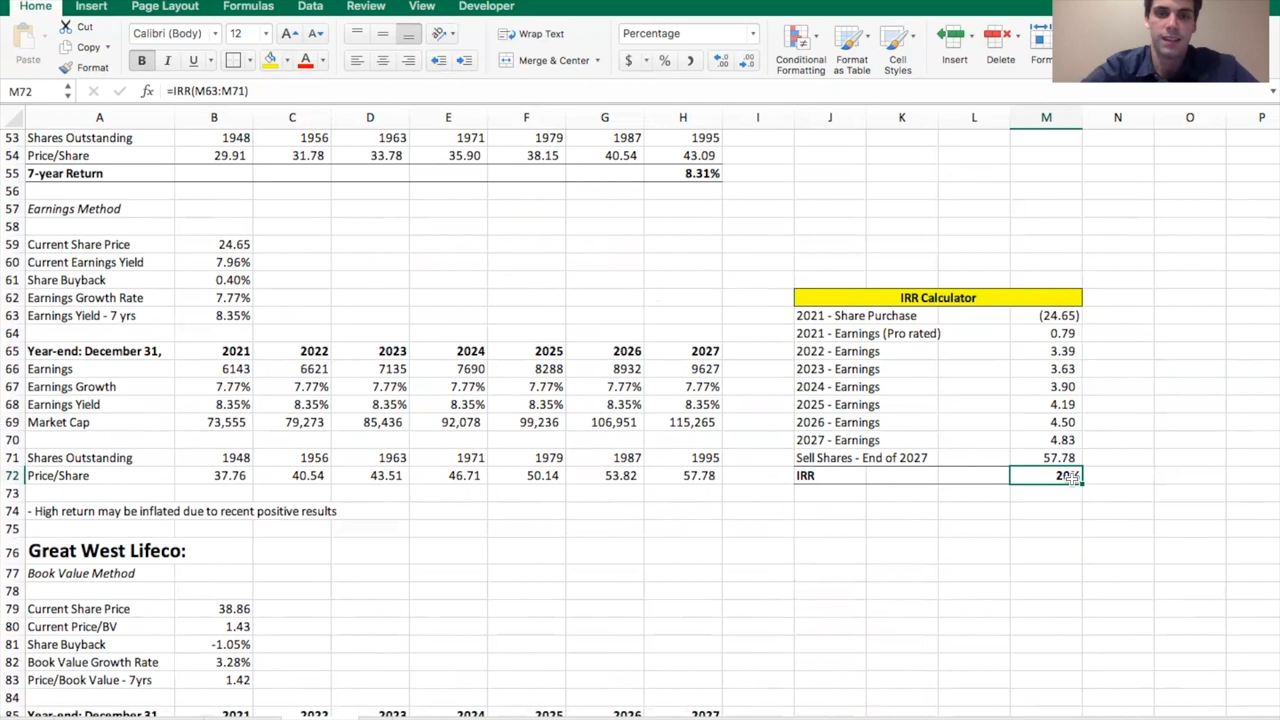 Home Insert Page Layout Formulas Data Review View Developer
Cut
Copy
Paste
Format
Calibri (Body) 12 A A
B I U A
Wrap Text
Merge & Center
Percentage
$ %
Conditional Formatting
Format as Table
Cell Styles
Insert
Delete
M72 fx =IRR(M63:M71)
A B C D E F G H I J K L M N O P
53 Shares Outstanding 1948 1956 1963 1971 1979 1987 1995
54 Price/Share 29.91 31.78 33.78 35.90 38.15 40.54 43.09
55 7-year Return 8.31%
56
57 Earnings Method
58
59 Current Share Price 24.65
60 Current Earnings Yield 7.96%
61 Share Buyback 0.40%
62 Earnings Growth Rate 7.77% IRR Calculator
63 Earnings Yield - 7 yrs 8.35% 2021 - Share Purchase (24.65)
64 2021 - Earnings (Pro rated) 0.79
65 Year-end: December 31, 2021 2022 2023 2024 2025 2026 2027 2022 - Earnings 3.39
66 Earnings 6143 6621 7135 7690 8288 8932 9627 2023 - Earnings 3.63
67 Earnings Growth 7.77% 7.77% 7.77% 7.77% 7.77% 7.77% 7.77% 2024 - Earnings 3.90
68 Earnings Yield 8.35% 8.35% 8.35% 8.35% 8.35% 8.35% 8.35% 2025 - Earnings 4.19
69 Market Cap 73,555 79,273 85,436 92,078 99,236 106,951 115,265 2026 - Earnings 4.50
70 2027 - Earnings 4.83
71 Shares Outstanding 1948 1956 1963 1971 1979 1987 1995 Sell Shares - End of 2027 57.78
72 Price/Share 37.76 40.54 43.51 46.71 50.14 53.82 57.78 IRR
73
74 - High return may be inflated due to recent positive results
75
76 Great West Lifeco:
77 Book Value Method
78
79 Current Share Price 38.86
80 Current Price/BV 1.43
81 Share Buyback -1.05%
82 Book Value Growth Rate 3.28%
83 Price/Book Value - 7yrs 1.42
84
85 Year-end: December 31, 2021 2022 2023 2024 2025 2026 2027